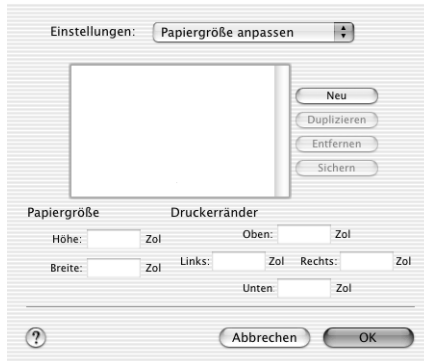 Einstellungen: Papiergröße anpassen
Neu
Duplizieren
Entfernen
Sichern
Papiergröße Druckerränder
Höhe: Zol Oben: Zol
Breite: Zol Links: Zol Rechts: Zol
Unten: Zol
? Abbrechen OK